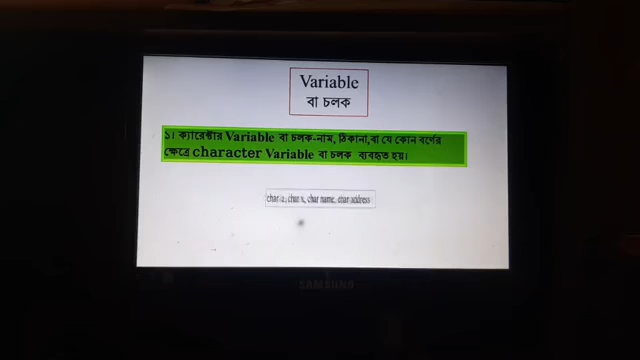 Variable
বা চলক
১। ক্যারেক্টার Variable বা চলক-নাম, ঠিকানা,বা যে কোন বর্ণের
ক্ষেত্রে character Variable বা চলক ব্যবহৃত হয়।
char a, char x, char name, char address
SAMSUNG